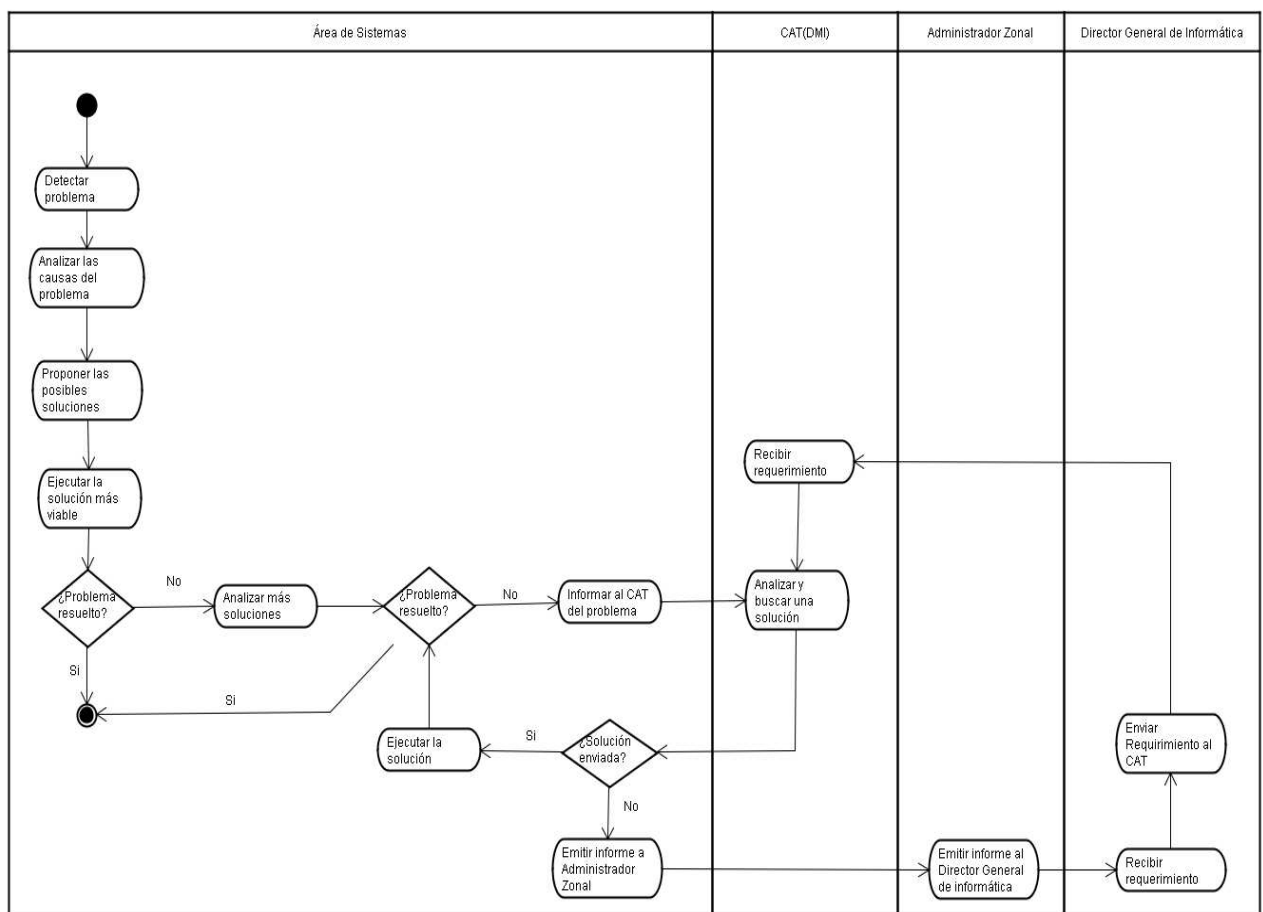 Área de Sistemas
CAT(DMI)
Administrador Zonal
Director General de Informática
Detectar
problema
Analizar las
causas del
problema
Proponer las
posibles
soluciones
Ejecutar la
solución más
viable
¿Problema
resuelto?
No
Si
Analizar más
soluciones
¿Problema
resuelto?
No
Si
Informar al CAT
del problema
Recibir
requerimiento
Analizar y
buscar una
solución
¿Solución
enviada?
Si
No
Ejecutar la
solución
Emitir informe a
Administrador
Zonal
Emitir informe al
Director General
de informática
Recibir
requerimiento
Enviar
Requirimiento al
CAT